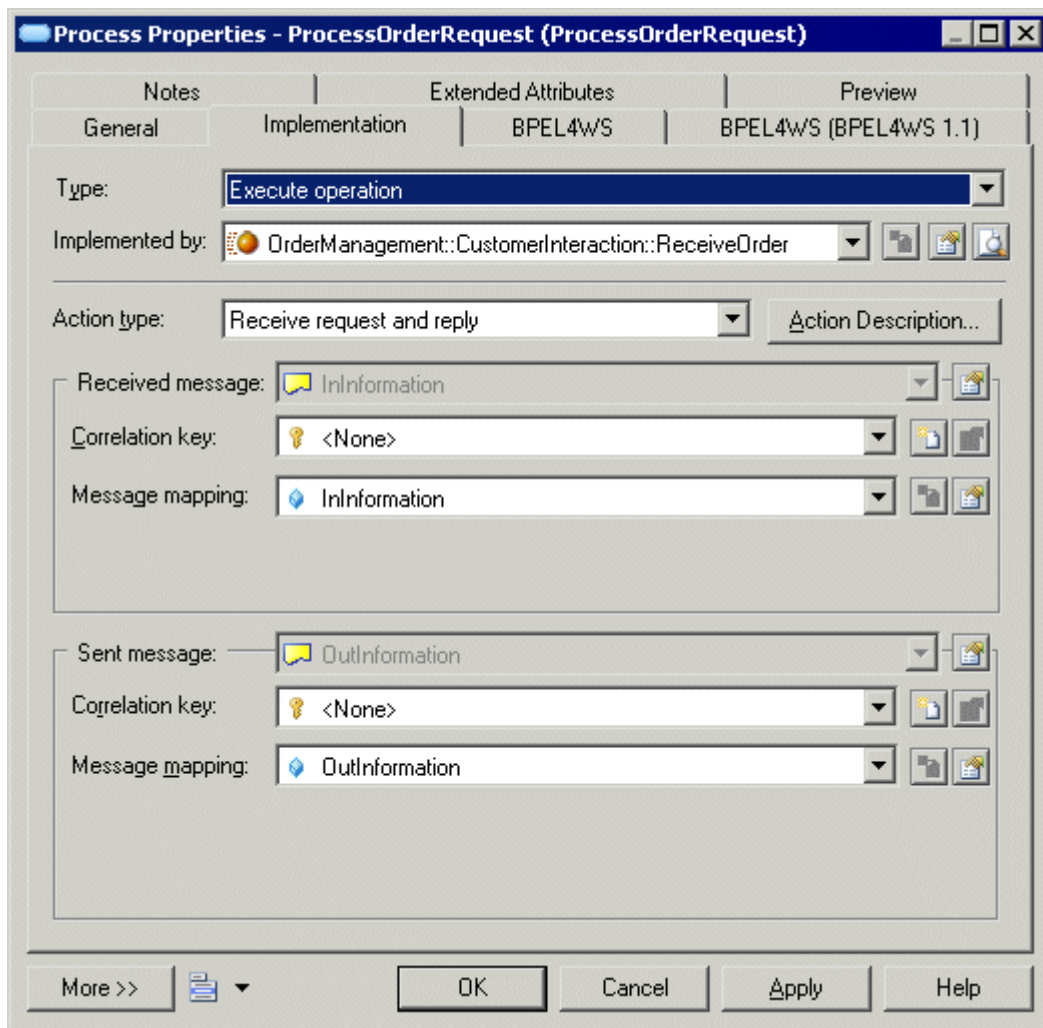 Process Properties - ProcessOrderRequest (ProcessOrderRequest)
Notes Extended Attributes Preview
General Implementation BPEL4WS BPEL4WS (BPEL4WS 1.1)
Type: Execute operation
Implemented by: OrderManagement::CustomerInteraction::ReceiveOrder
Action type: Receive request and reply Action Description...
Received message: InInformation
Correlation key: <None>
Message mapping: InInformation
Sent message: OutInformation
Correlation key: <None>
Message mapping: OutInformation
More >> OK Cancel Apply Help